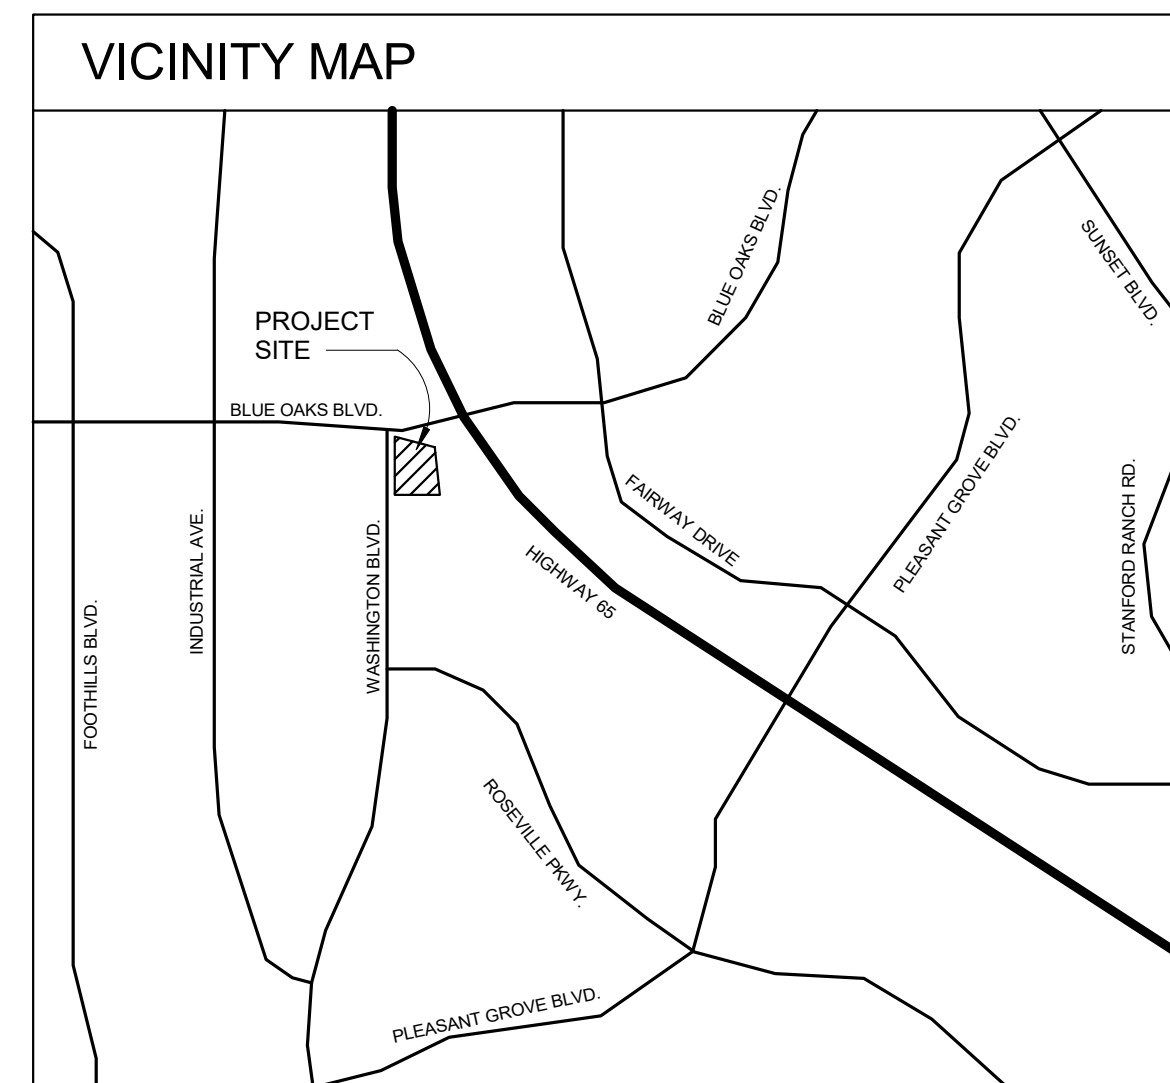 VICINITY MAP
BLUE OAKS BLVD.
SUNSET BLVD.
PROJECT
SITE
BLUE OAKS BLVD.
PLEASANT GROVE BLVD.
FAIRWAY DRIVE
STANFORD RANCH RD.
INDUSTRIAL AVE.
WASHINGTON BLVD.
HIGHWAY 65
FOOTHILLS BLVD.
ROSEVILLE PKWY.
PLEASANT GROVE BLVD.